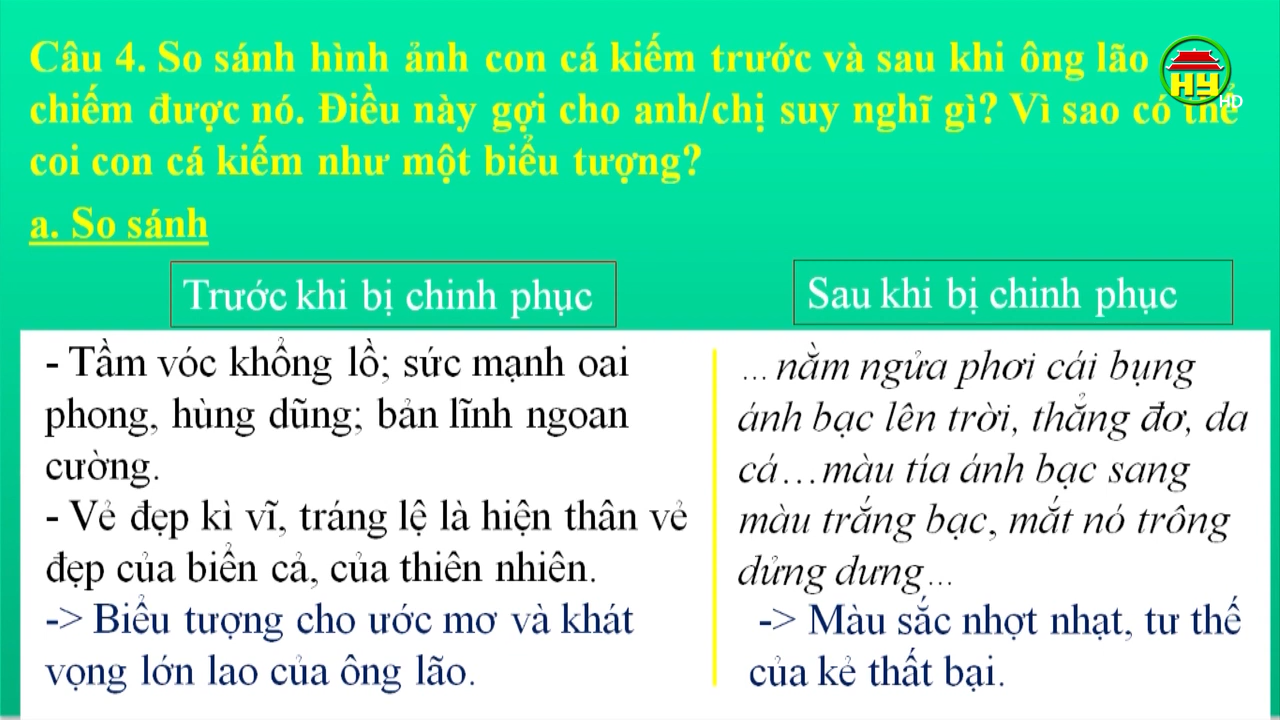 Câu 4. So sánh hình ảnh con cá kiếm trước và sau khi ông lão
chiếm được nó. Điều này gợi cho anh/chị suy nghĩ gì? Vì sao có thể
coi con cá kiếm như một biểu tượng?
HY
HD
a. So sánh
Trước khi bị chinh phục
- Tầm vóc khổng lồ; sức mạnh oai
phong, hùng dũng; bản lĩnh ngoan
cường.
- Vẻ đẹp kì vĩ, tráng lệ là hiện thân vẻ
đẹp của biển cả, của thiên nhiên.
-> Biểu tượng cho ước mơ và khát
vọng lớn lao của ông lão.
Sau khi bị chinh phục
... nằm ngửa phơi cái bụng
ánh bạc lên trời, thẳng đơ, da
cá...màu tía ánh bạc sang
màu trắng bạc, mắt nó trông
dửng dưng...
-> Màu sắc nhợt nhạt, tư thế
của kẻ thất bại.